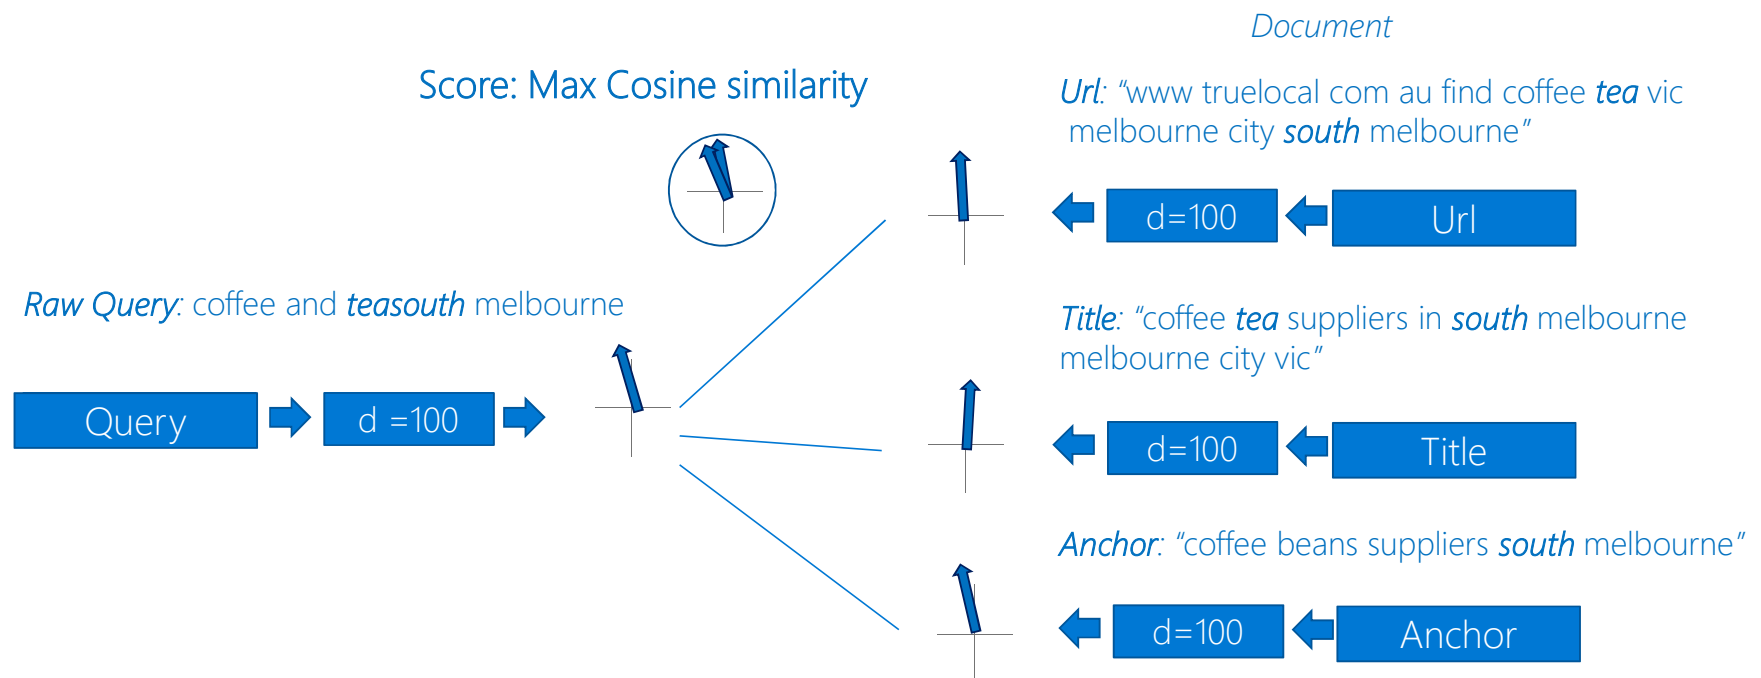 Document
Score: Max Cosine similarity
Url: “www truelocal com au find coffee tea vic
melbourne city south melbourne”
d=100
Url
Raw Query: coffee and teasouth melbourne
Title: “coffee tea suppliers in south melbourne
melbourne city vic”
Query
d =100
d=100
Title
Anchor: “coffee beans suppliers south melbourne”
d=100
Anchor